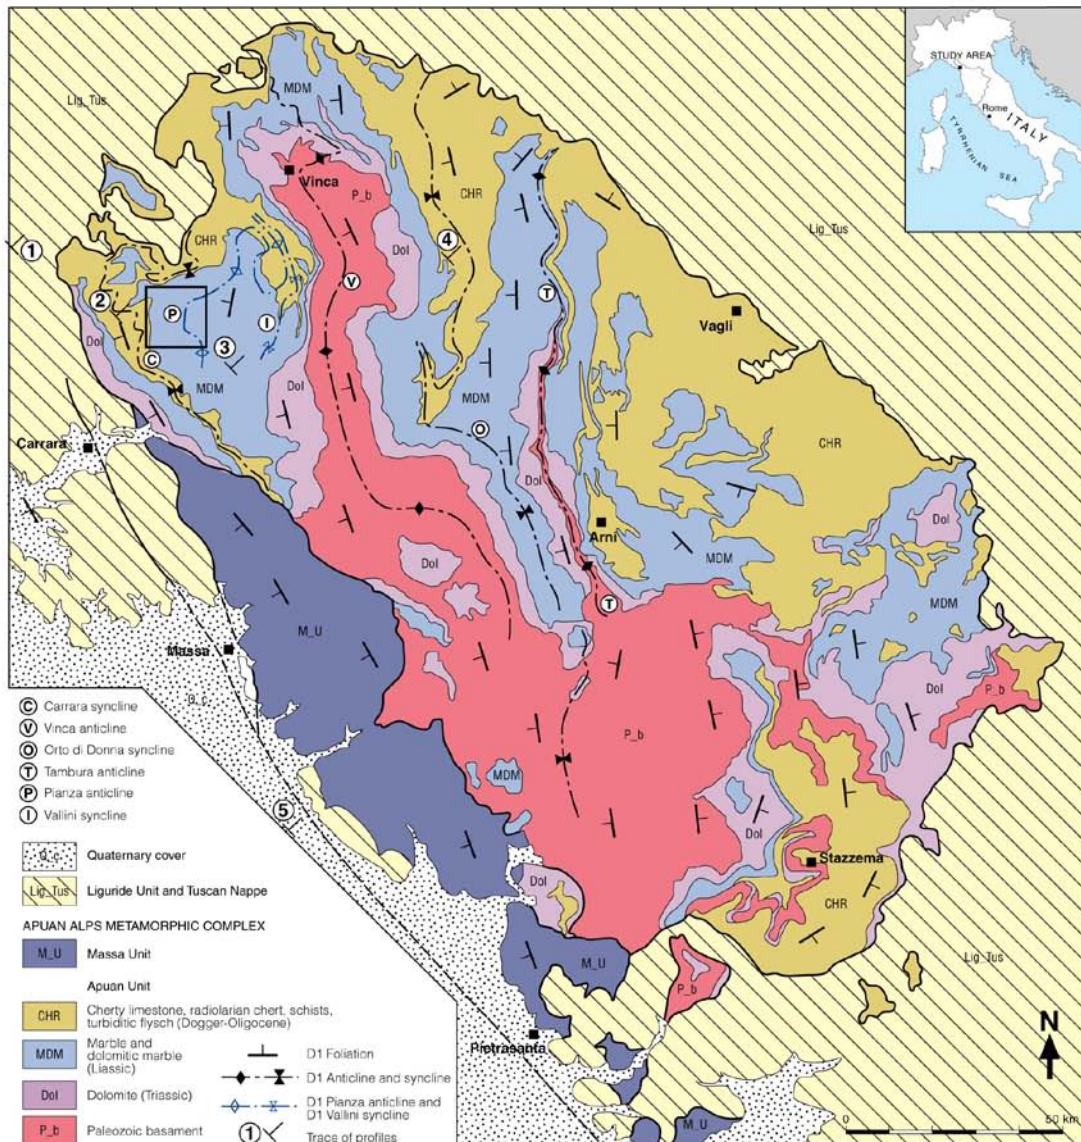 STUDY AREA
Rome
ITALY
TYRRHENIAN SEA
Lig_Tus
MDM
Vinca
P_b
CHR
Dol
4
Lig_Tus
1
CHR
2
V
T
P
I
3
Vagli
Dol
C
Dol
MDM
MDM
O
CHR
Carrara
Dol
Dol
Arni
MDM
Dol
T
MDM
M_U
Massa
Dol
P_b
Q_c
P_b
MDM
5
Dol
Stazzema
Dol
CHR
M_U
P_b
Lig_Tus
Pietrasanta
M_U
N
0 50 km
C Carrara syncline
V Vinca anticline
O Orto di Donna syncline
T Tambura anticline
P Pianza anticline
I Vallini syncline
Q_c Quaternary cover
Lig_Tus Liguride Unit and Tuscan Nappe
APUAN ALPS METAMORPHIC COMPLEX
M_U Massa Unit
Apuan Unit
CHR Cherty limestone, radiolarian chert, schists,
turbiditic flysch (Dogger-Oligocene)
MDM Marble and
dolomitic marble
(Liassic)
Dol Dolomite (Triassic)
P_b Paleozoic basament
D1 Foliation
D1 Anticline and syncline
D1 Pianza anticline and
D1 Vallini syncline
1 Trace of profiles